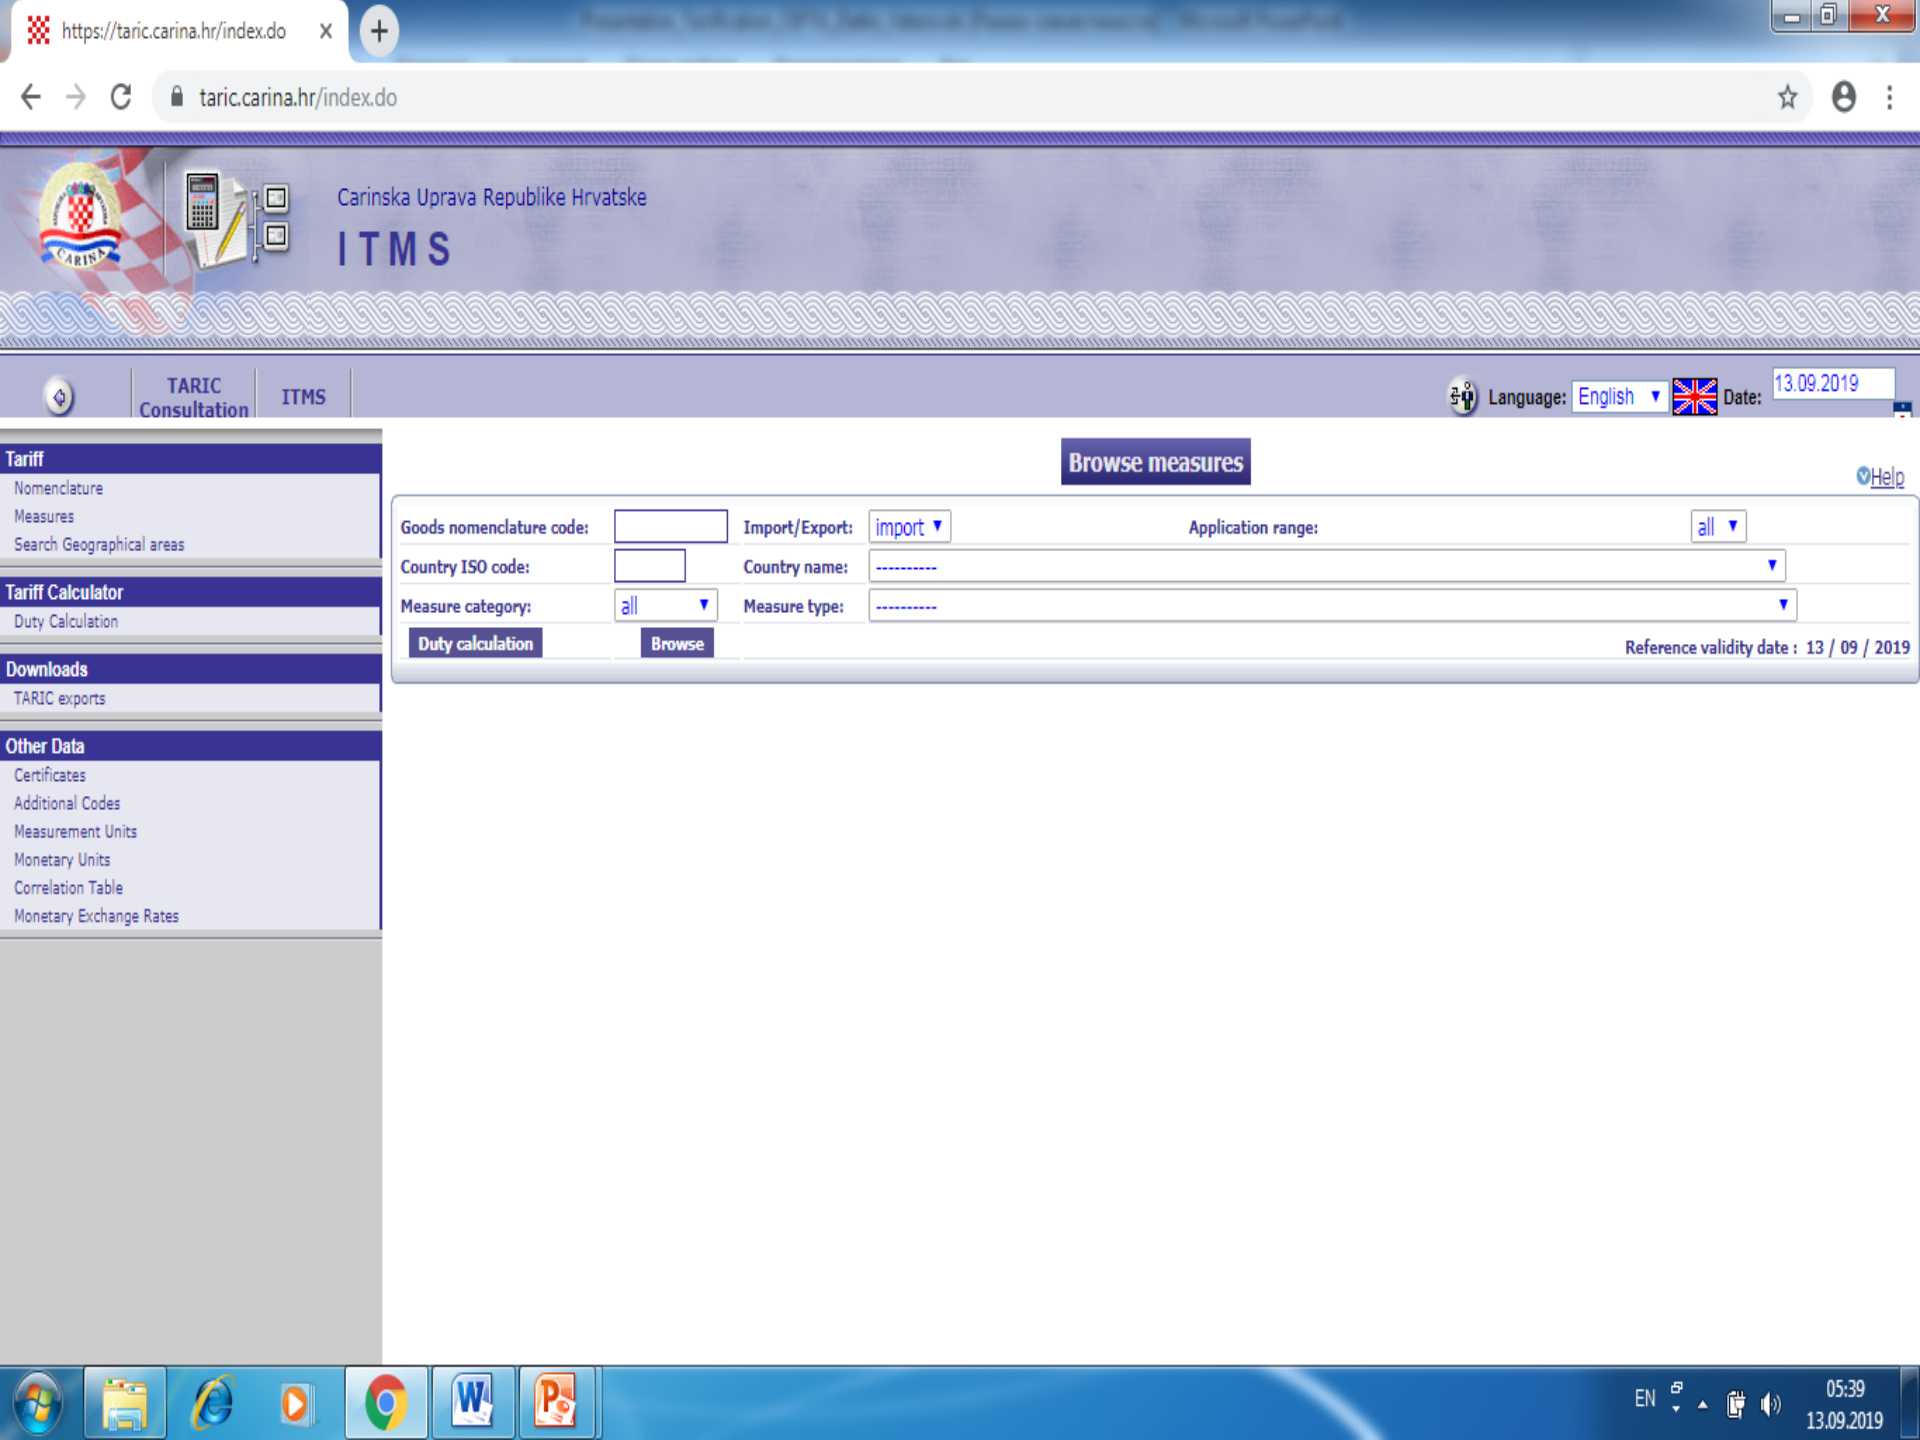 https://taric.carina.hr/index.do
taric.carina.hr/index.do
CARINA
Carinska Uprava Republike Hrvatske
ITMS
TARIC Consultation
ITMS
Language: English
Date: 13.09.2019
Tariff
Nomenclature
Measures
Search Geographical areas
Tariff Calculator
Duty Calculation
Downloads
TARIC exports
Other Data
Certificates
Additional Codes
Measurement Units
Monetary Units
Correlation Table
Monetary Exchange Rates
Browse measures
Help
Goods nomenclature code: Import/Export: import Application range: all
Country ISO code: Country name: ----------
Measure category: all Measure type: ----------
Duty calculation Browse
Reference validity date : 13 / 09 / 2019
EN
05:39
13.09.2019